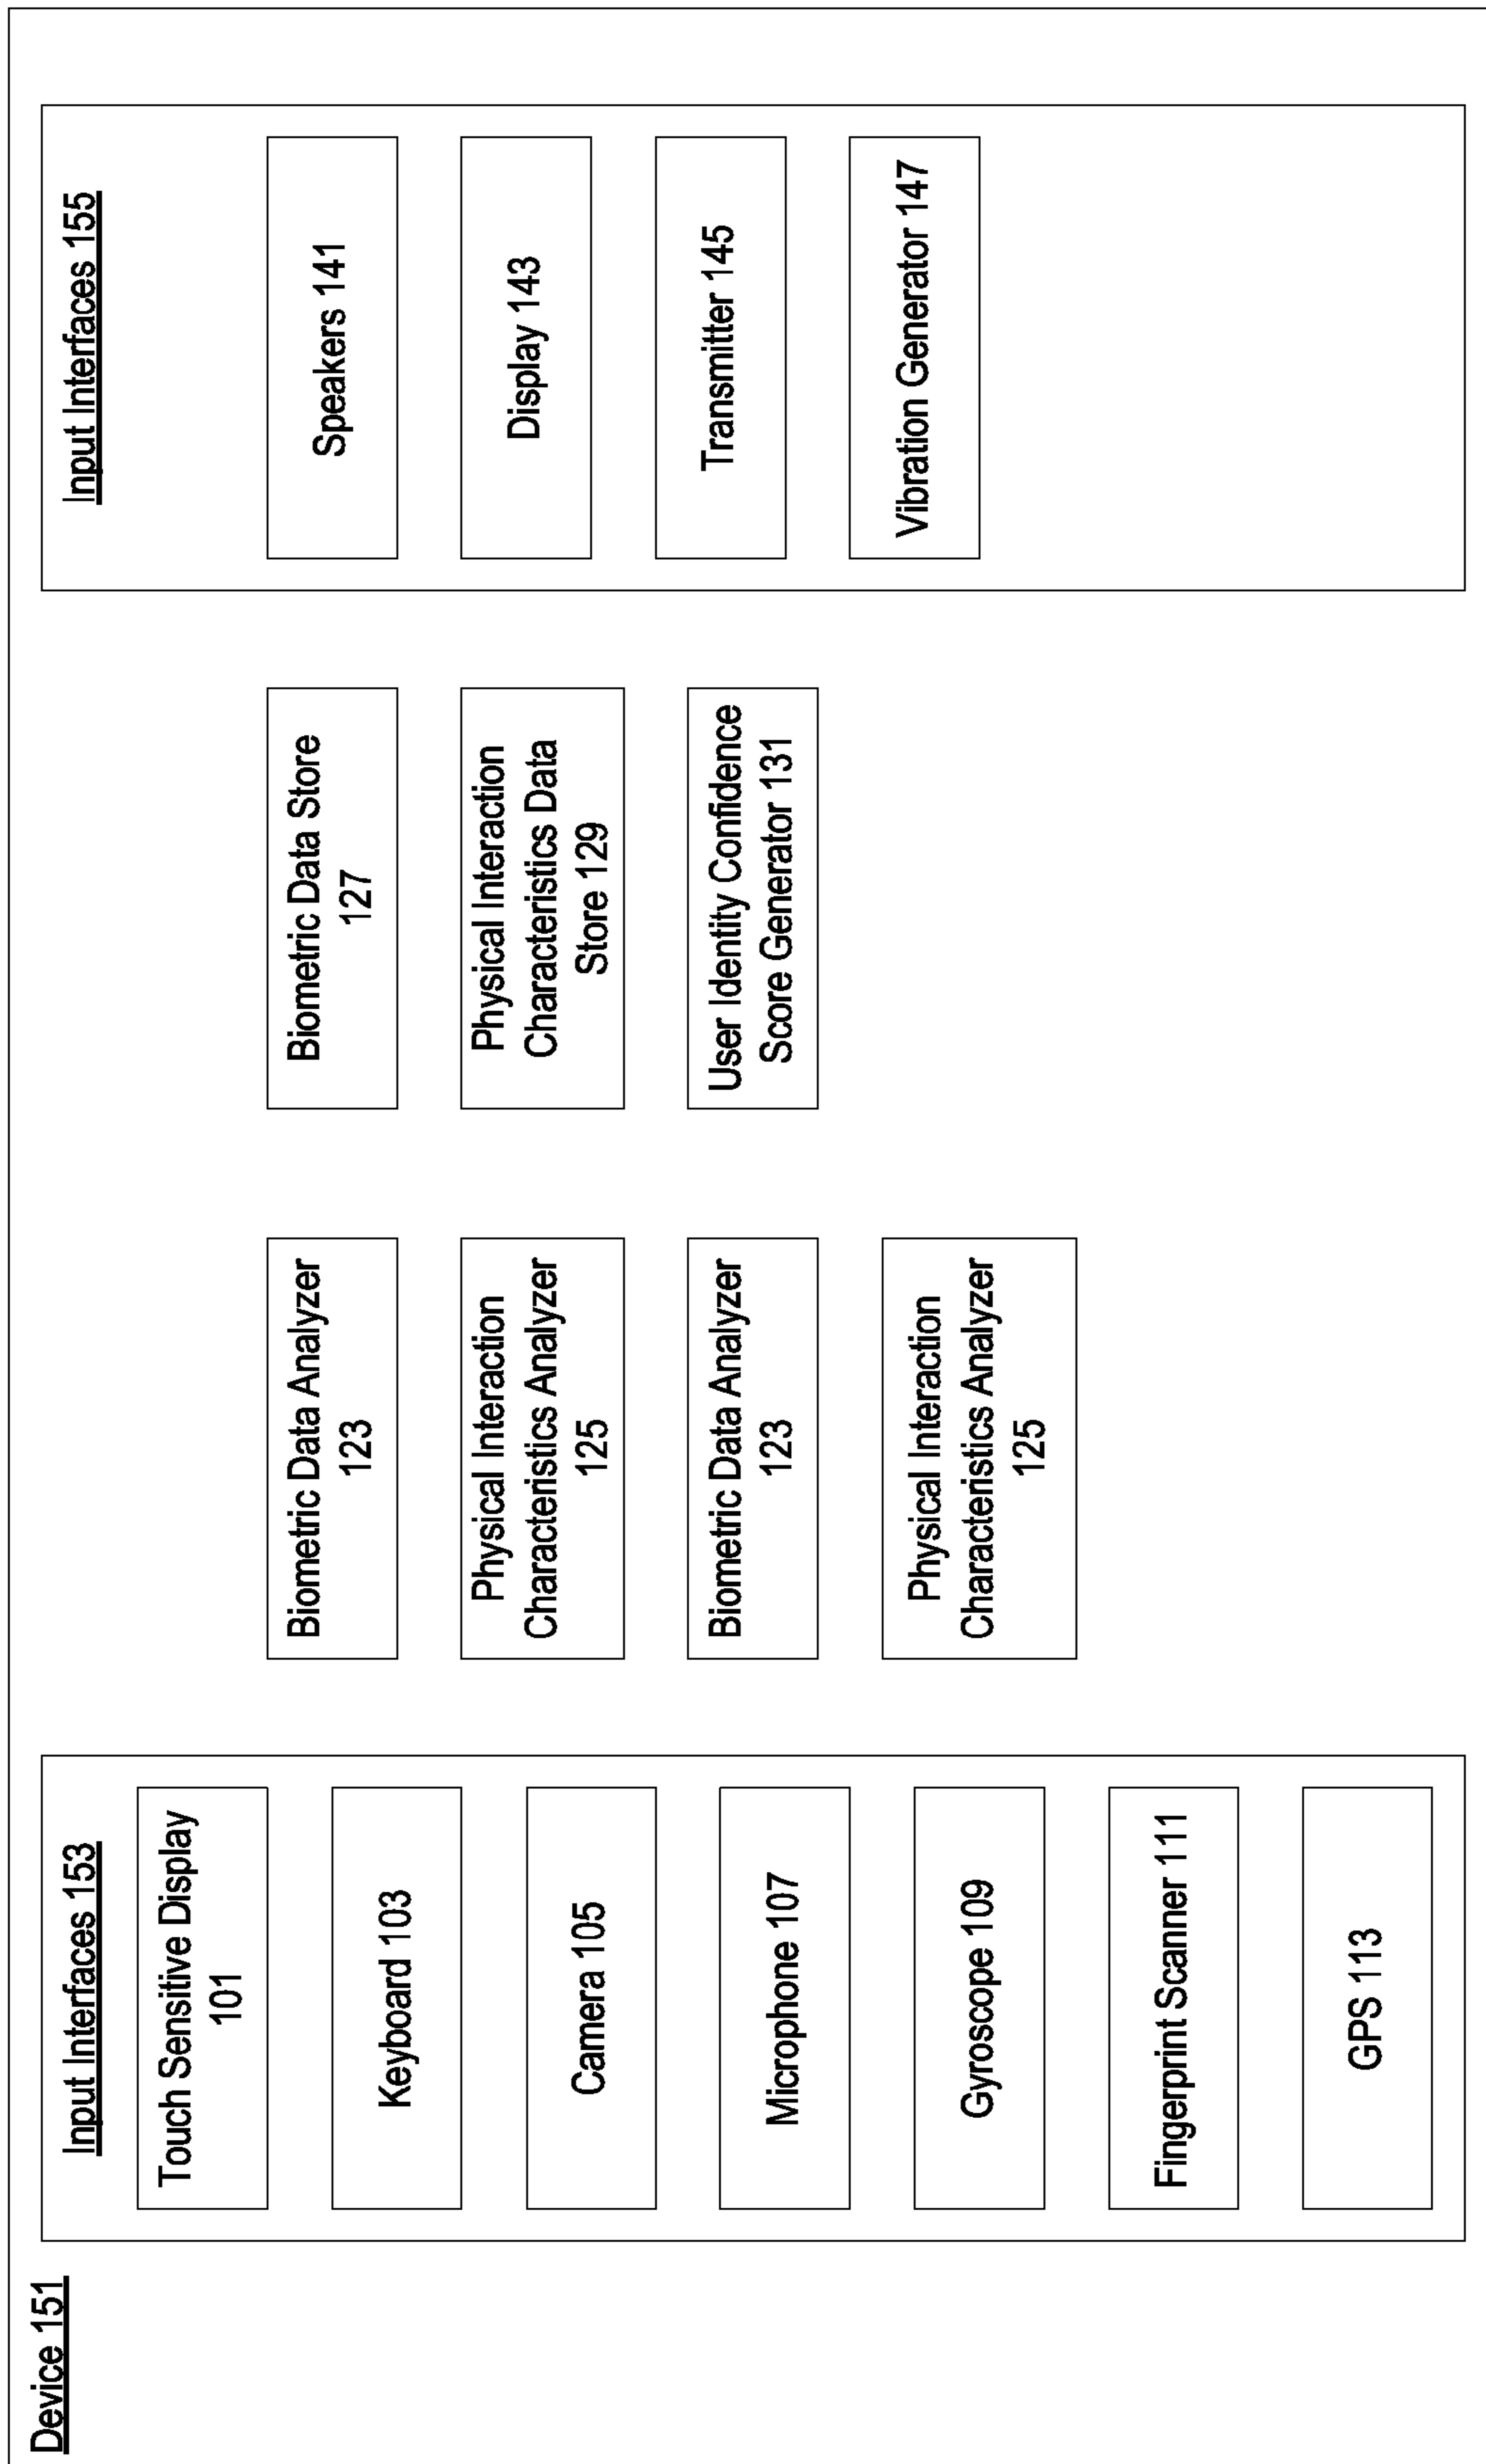 Device 151
Input Interfaces 153
Touch Sensitive Display
101
Keyboard 103
Camera 105
Microphone 107
Gyroscope 109
Fingerprint Scanner 111
GPS 113
Biometric Data Analyzer
123
Physical Interaction
Characteristics Analyzer
125
Biometric Data Analyzer
123
Physical Interaction
Characteristics Analyzer
125
Biometric Data Store
127
Physical Interaction
Characteristics Data
Store 129
User Identity Confidence
Score Generator 131
Input Interfaces 155
Speakers 141
Display 143
Transmitter 145
Vibration Generator 147